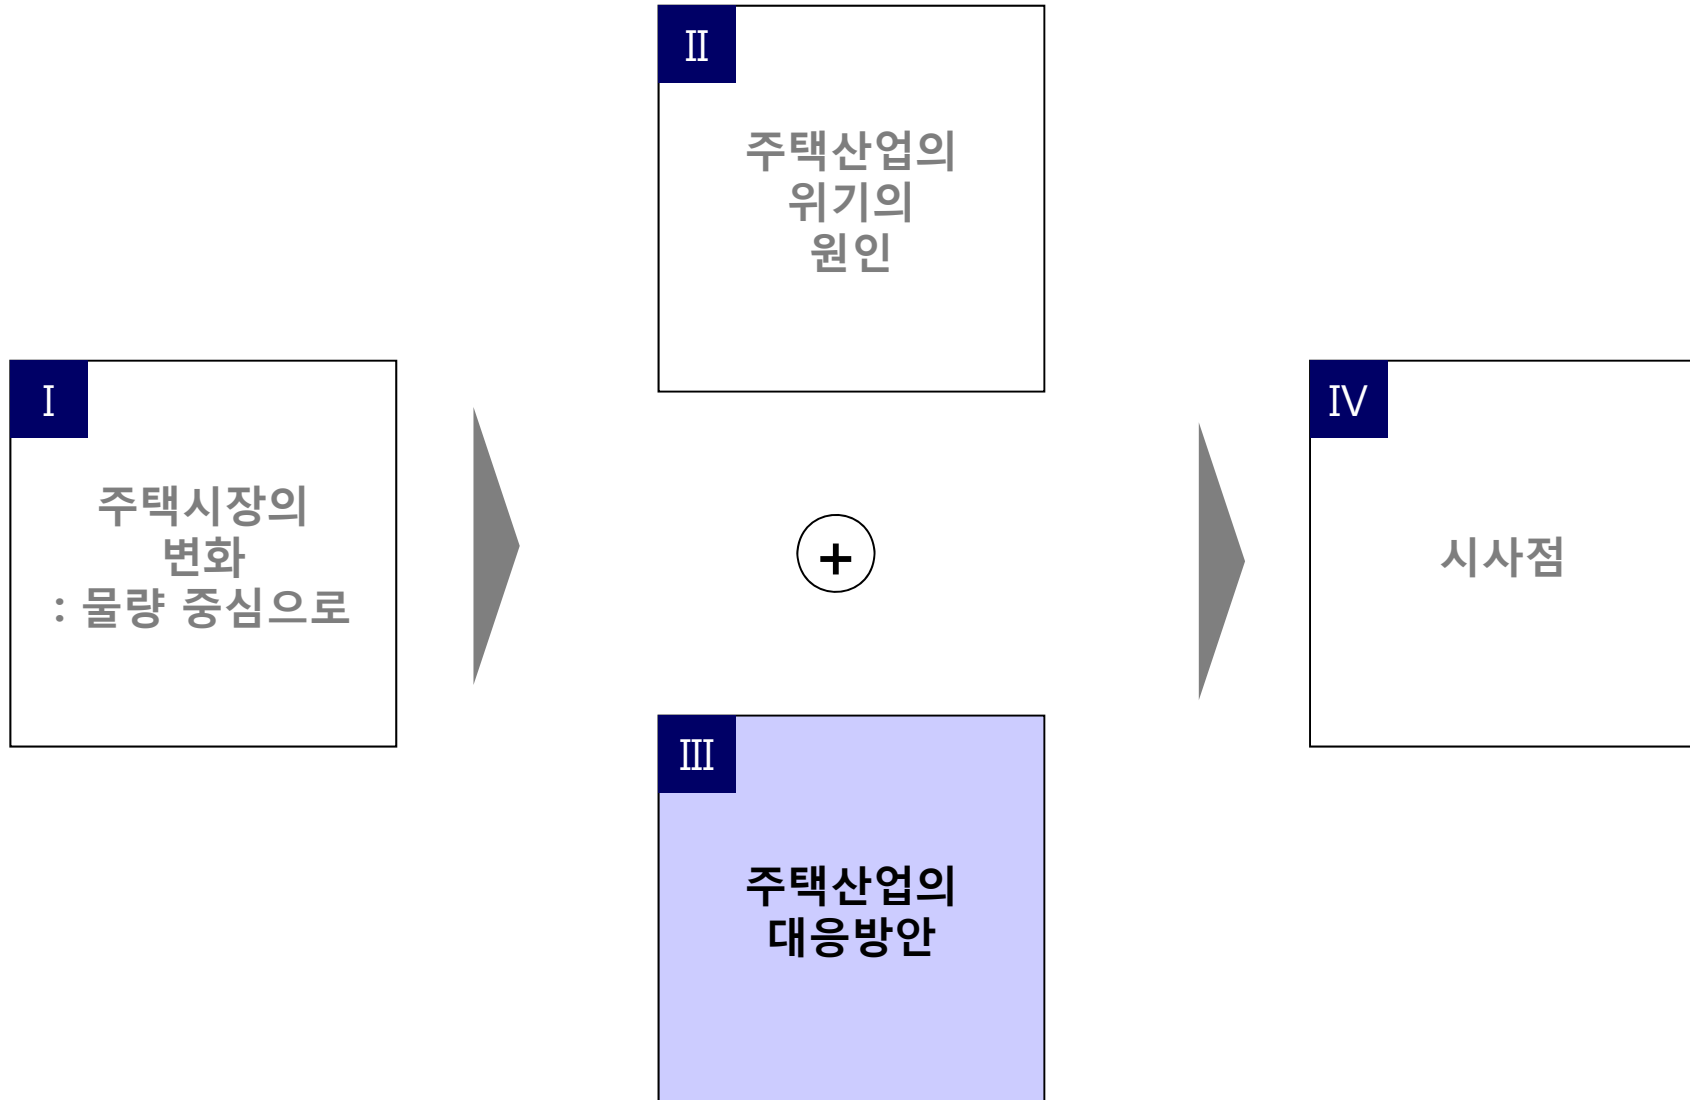 Ⅰ
주택시장의
변화
: 물량 중심으로
Ⅱ
주택산업의
위기의
원인
+
Ⅲ
주택산업의
대응방안
Ⅳ
시사점